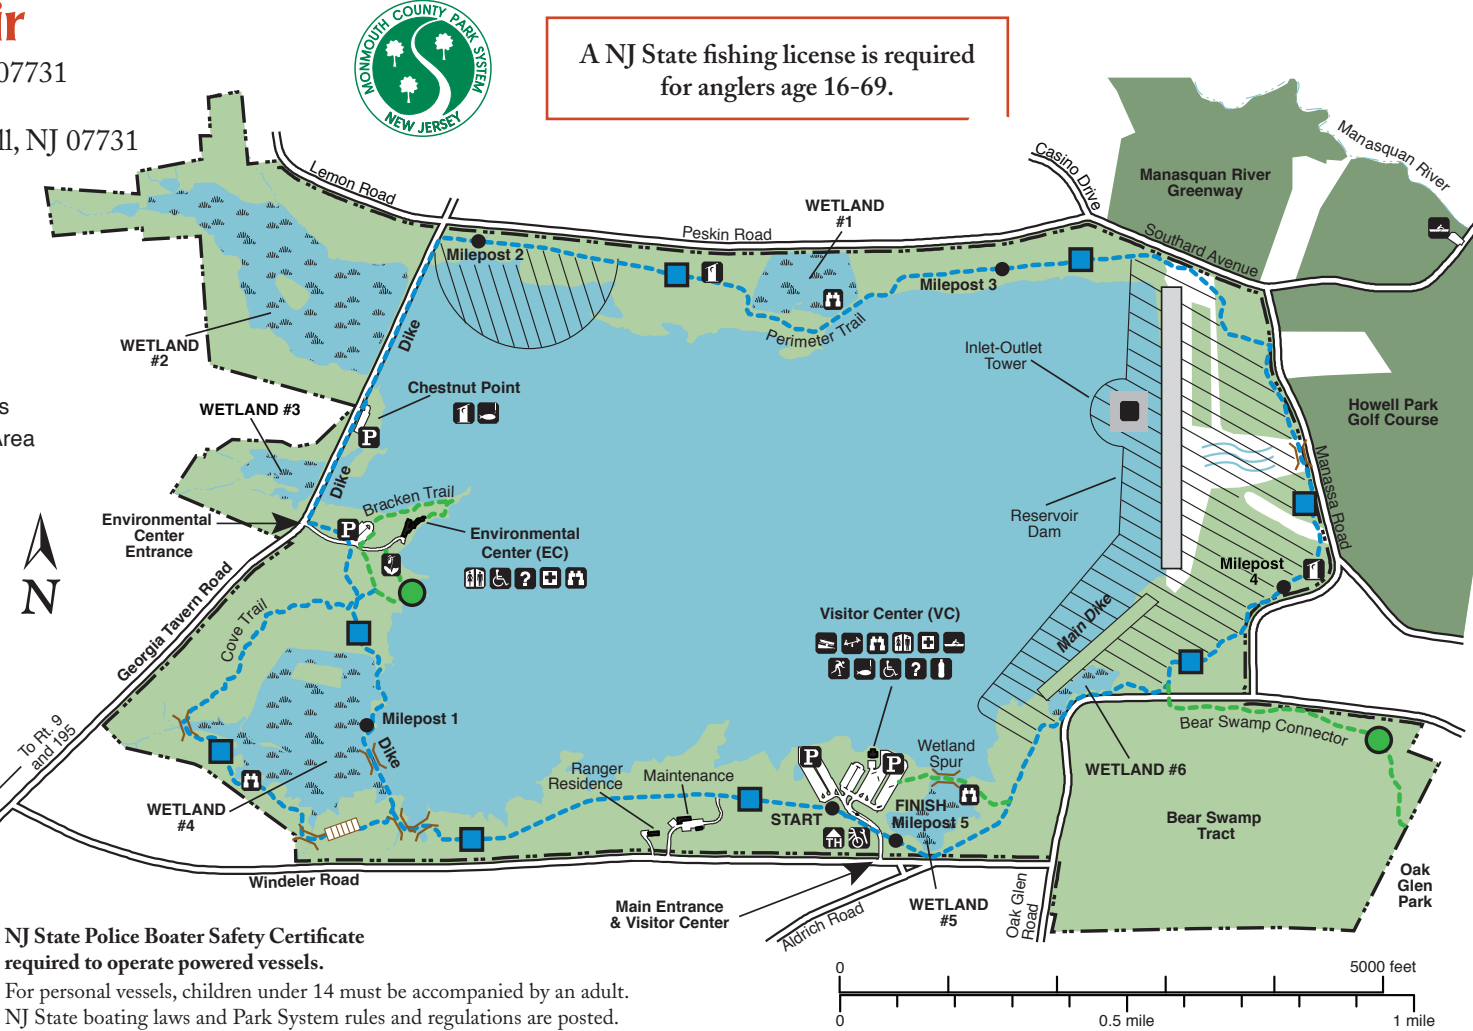 ir
07731
ll, NJ 07731
MONMOUTH COUNTY PARK SYSTEM
NEW JERSEY
A NJ State fishing license is required
for anglers age 16-69.
Lemon Road
Peskin Road
Casino Drive
Southard Avenue
Manasquan River
Manasquan River
Greenway
WETLAND
#1
Milepost 2
Milepost 3
Perimeter Trail
Dike
WETLAND
#2
Inlet-Outlet
Tower
Chestnut Point
P
WETLAND #3
Howell Park
Golf Course
s
Area
Dike
Bracken Trail
Manassa Road
Environmental
Center
Entrance
P
Environmental
Center (EC)
?
Reservoir
Dam
N
Milepost
4
Georgia Tavern Road
Cove Trail
Visitor Center (VC)
?
Main Dike
Milepost 1
Dike
To Rt. 9
and 195
Bear Swamp Connector
WETLAND #6
P
P
Wetland
Spur
Ranger
Residence
Maintenance
WETLAND
#4
START
FINISH
Milepost 5
TH
Bear Swamp
Tract
Windeler Road
Oak
Glen
Park
Main Entrance
& Visitor Center
Aldrich Road
WETLAND
#5
Oak Glen
Road
NJ State Police Boater Safety Certificate
required to operate powered vessels.
For personal vessels, children under 14 must be accompanied by an adult.
NJ State boating laws and Park System rules and regulations are posted.
0
5000 feet
0
0.5 mile
1 mile